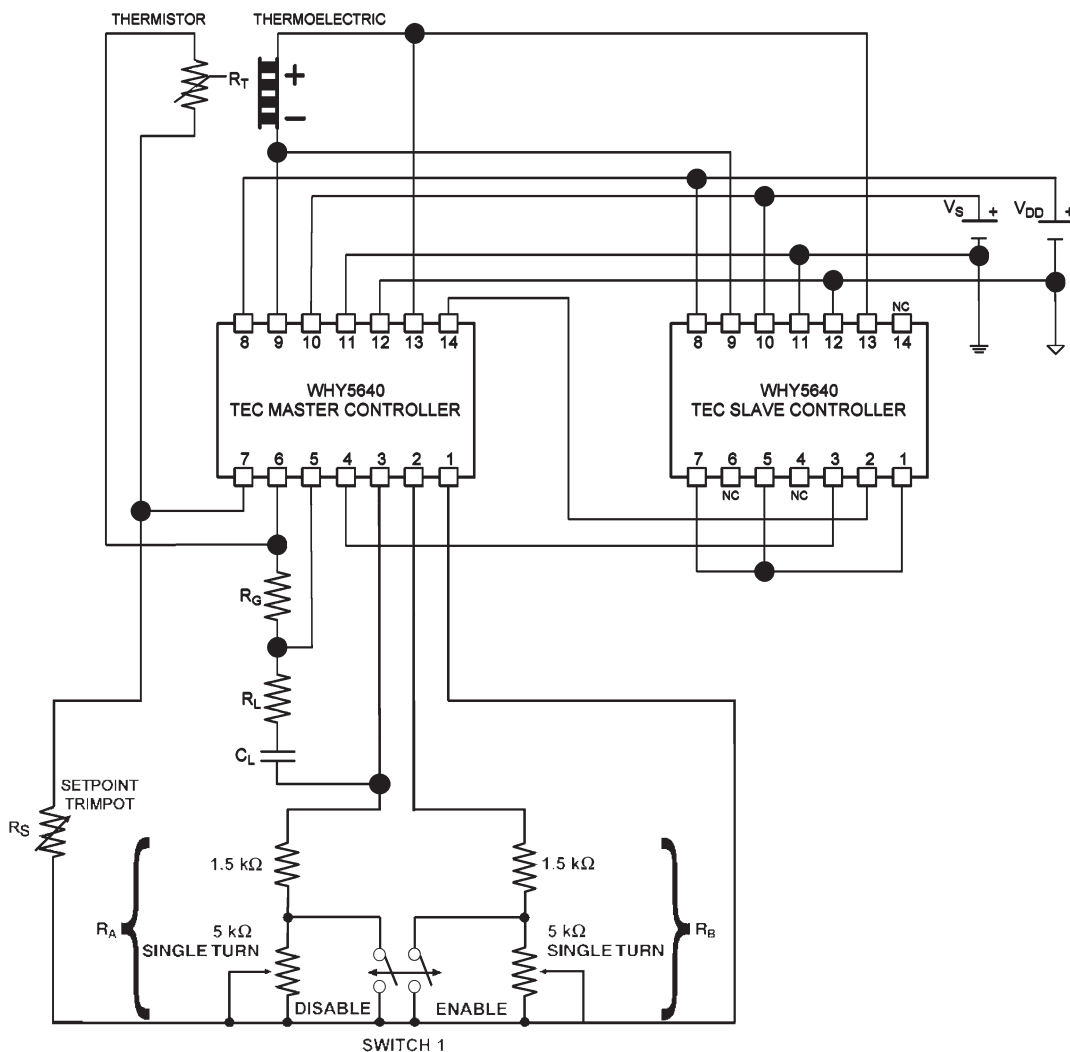 THERMISTOR THERMOELECTRIC
R_T
+
−
V_S +
V_DD +
8 9 10 11 12 13 14
WHY5640
TEC MASTER CONTROLLER
7 6 5 4 3 2 1
NC
8 9 10 11 12 13 14
WHY5640
TEC SLAVE CONTROLLER
7 6 5 4 3 2 1
NC NC
R_G
R_L
C_L
SETPOINT
TRIMPOT
R_S
1.5 kΩ
1.5 kΩ
R_A
5 kΩ
SINGLE TURN
5 kΩ
SINGLE TURN
R_B
DISABLE ENABLE
SWITCH 1